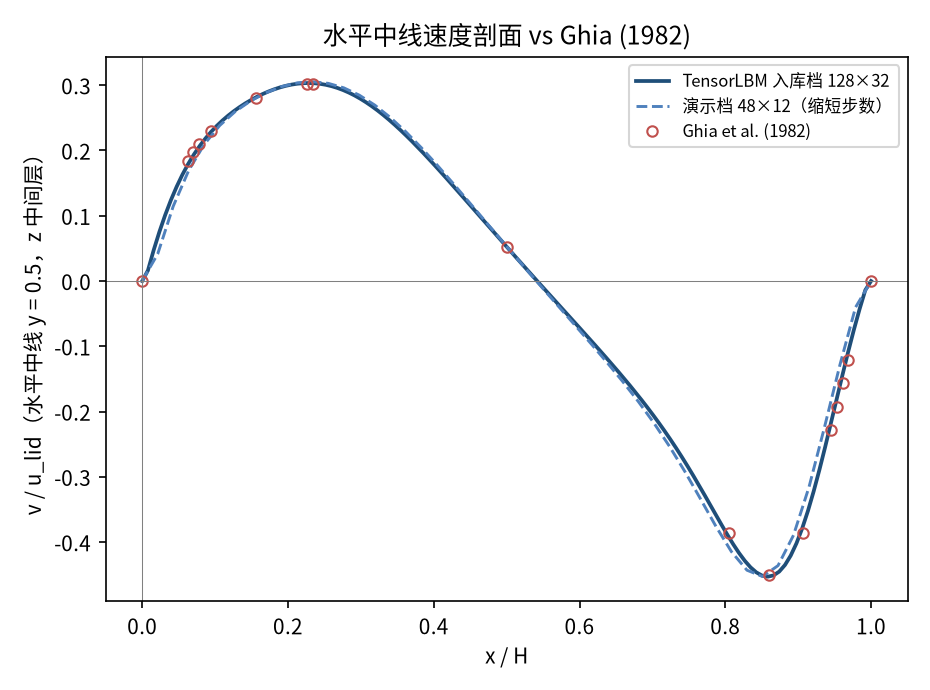 水平中线速度剖面 vs Ghia (1982)
TensorLBM 入库档 128×32
演示档 48×12（缩短步数）
Ghia et al. (1982)
v / u_lid（水平中线 y = 0.5，z 中间层）
0.3
0.2
0.1
0.0
-0.1
-0.2
-0.3
-0.4
0.0 0.2 0.4 0.6 0.8 1.0
x / H